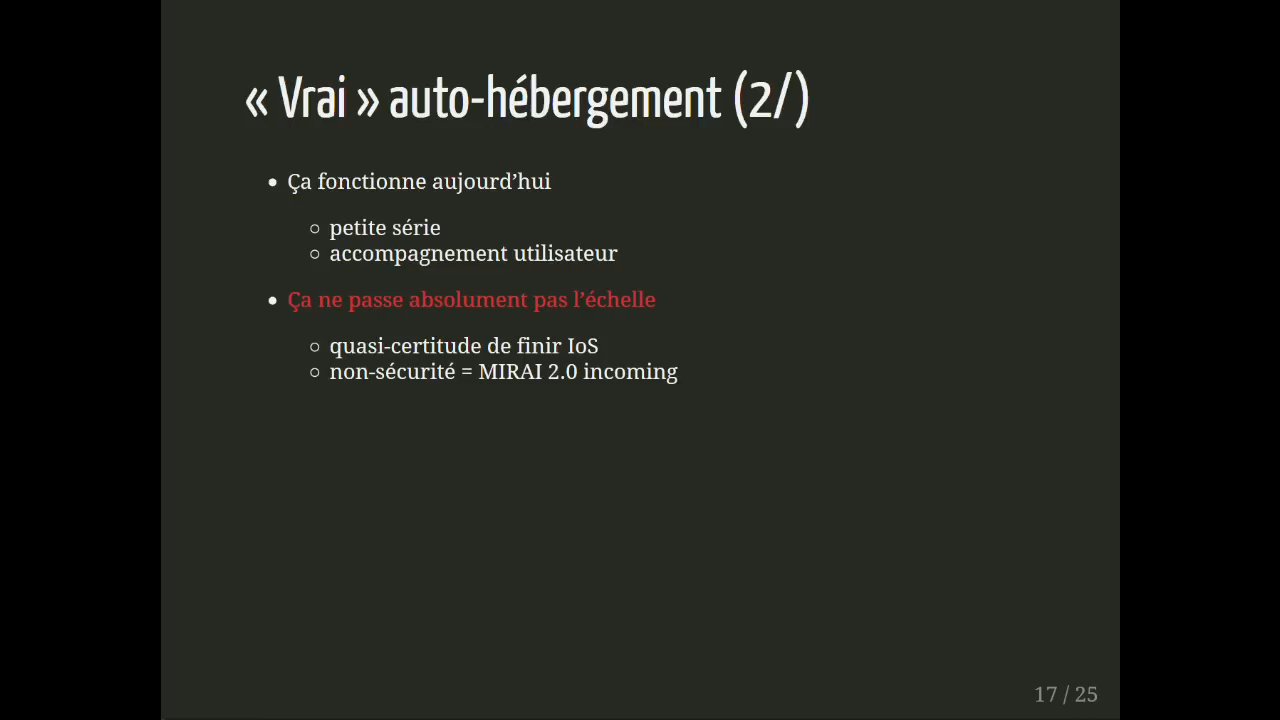 « Vrai » auto-hébergement (2/)
Ça fonctionne aujourd’hui
petite série
accompagnement utilisateur
Ça ne passe absolument pas l’échelle
quasi-certitude de finir IoS
non-sécurité = MIRAI 2.0 incoming
17 / 25